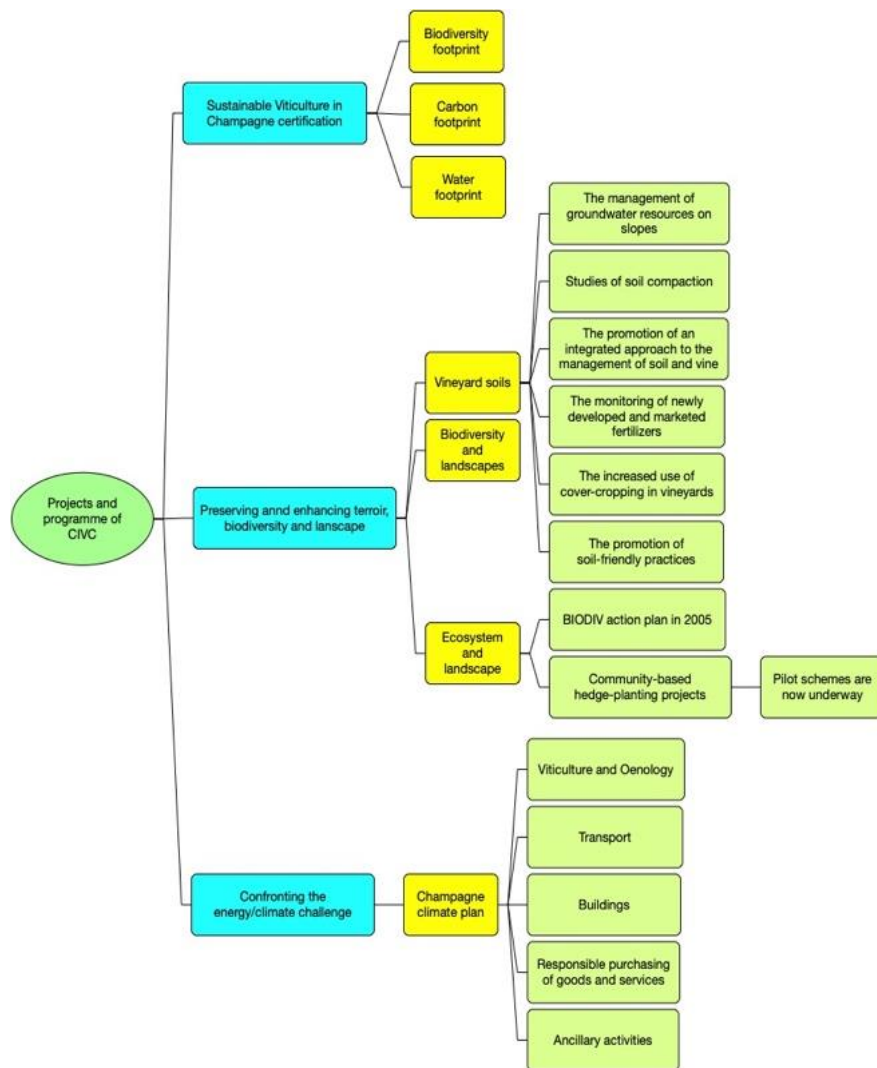 Biodiversity
footprint
Sustainable Viticulture in
Champagne certification
Carbon
footprint
Water
footprint
The management of
groundwater resources on
slopes
Studies of soil compaction
The promotion of an
integrated approach to the
management of soil and vine
Vineyard soils
The monitoring of newly
developed and marketed
fertilizers
Biodiversity
and
landscapes
The increased use of
cover-cropping in vineyards
Projects and
programme of
CIVC
Preserving annd enhancing terroir,
biodiversity and lanscape
The promotion of
soil-friendly practices
BIODIV action plan in 2005
Ecosystem
and
landscape
Community-based
hedge-planting projects
Pilot schemes are
now underway
Viticulture and Oenology
Transport
Confronting the
energy/climate challenge
Champagne
climate plan
Buildings
Responsible purchasing
of goods and services
Ancillary activities